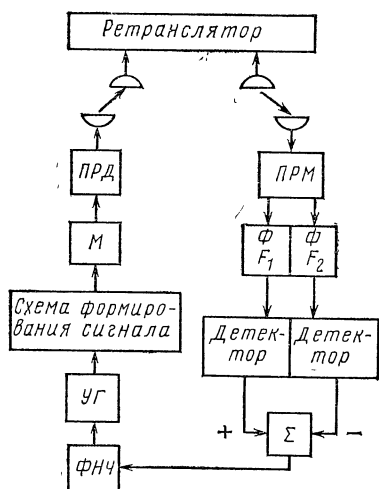 Ретранслятор
ПРД
ПРМ
М
Ф Ф
F₁ F₂
Схема формиро-
вания сигнала
Детек- Детек-
тор тор
УГ
+ Σ −
ФНЧ